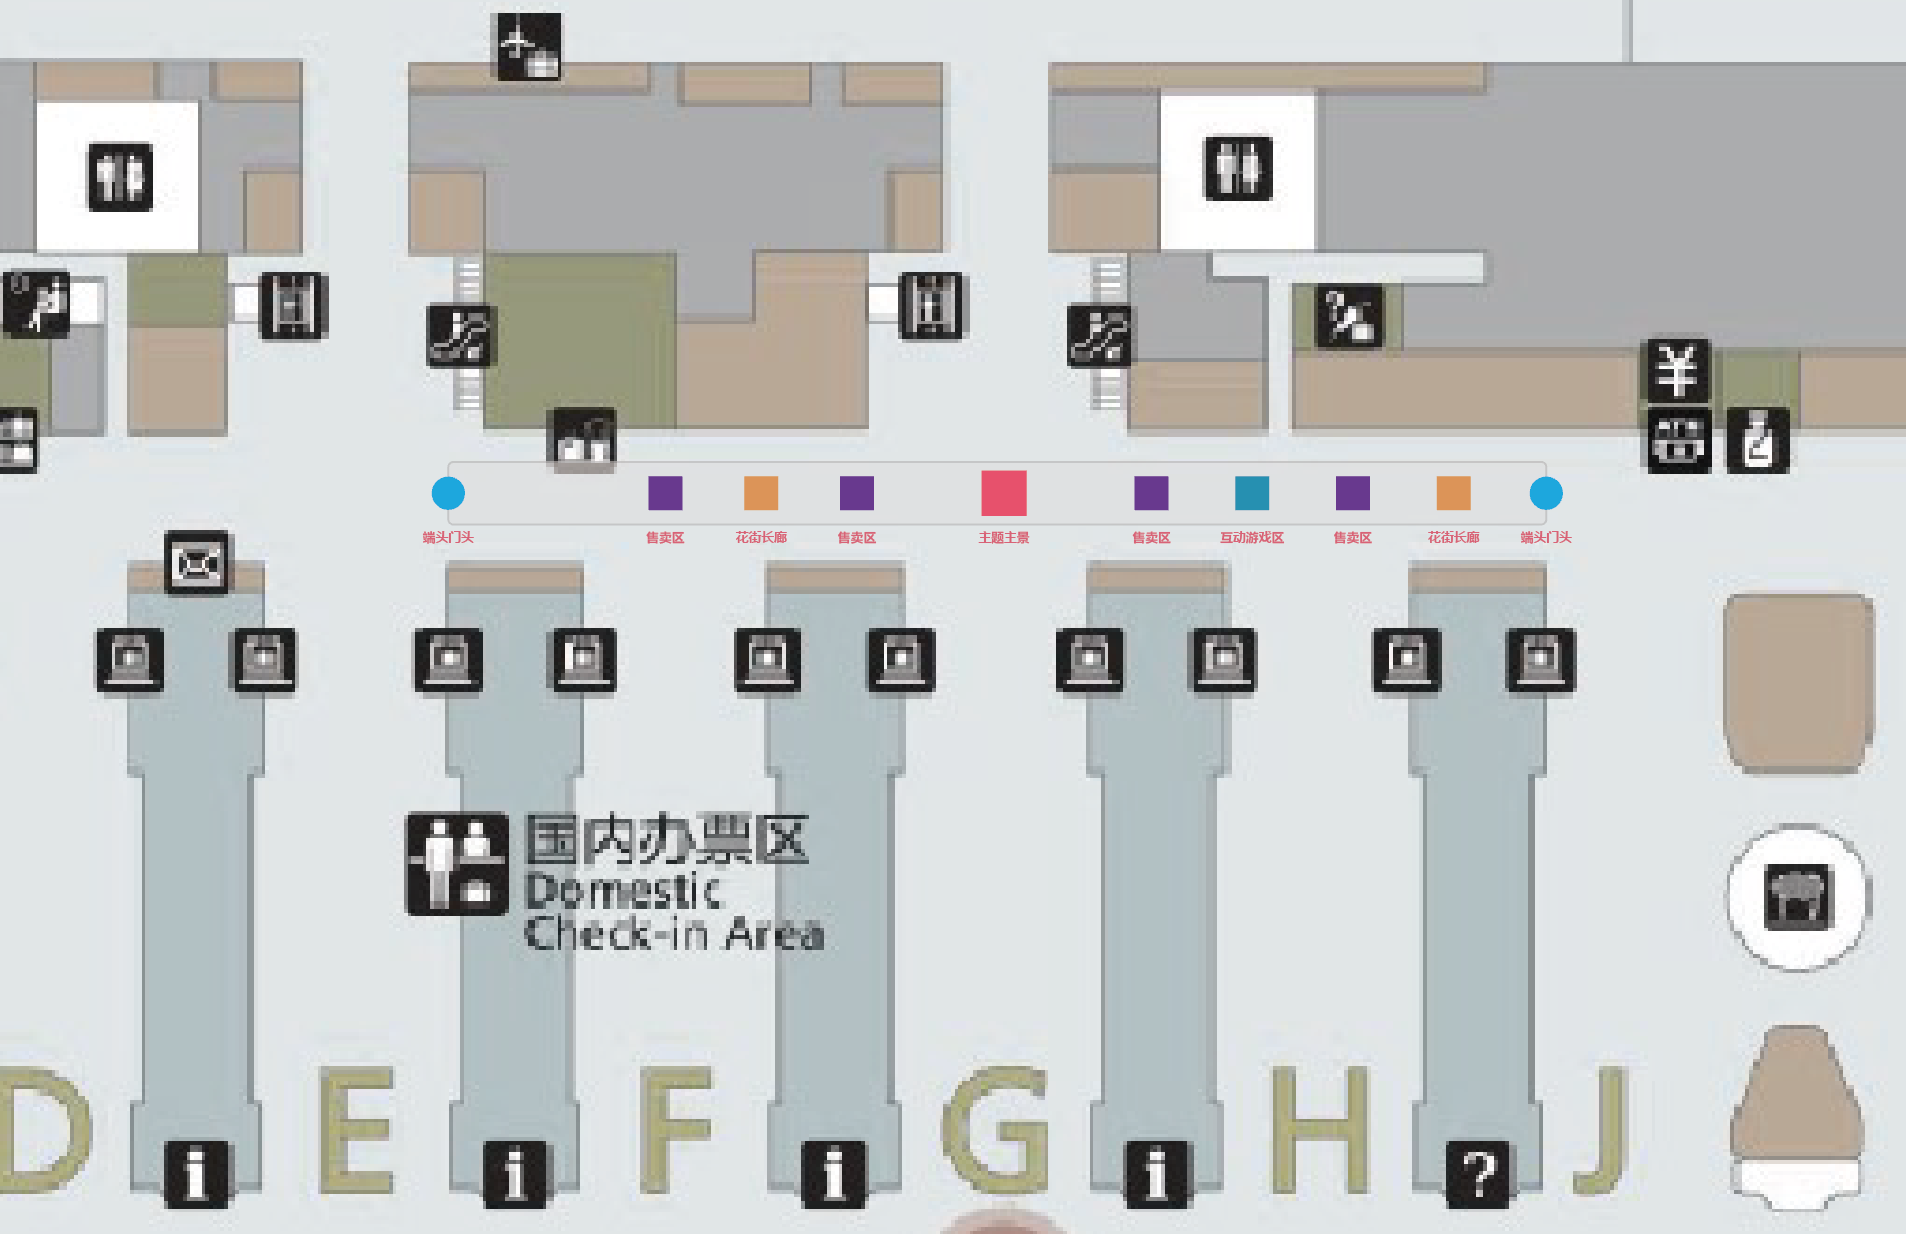 ¥
端头门头 售卖区 花街长廊 售卖区 主题主景 售卖区 互动游戏区 售卖区 花街长廊 端头门头
国内办票区
Domestic
Check-in Area
D E F G H J
i i i i ?